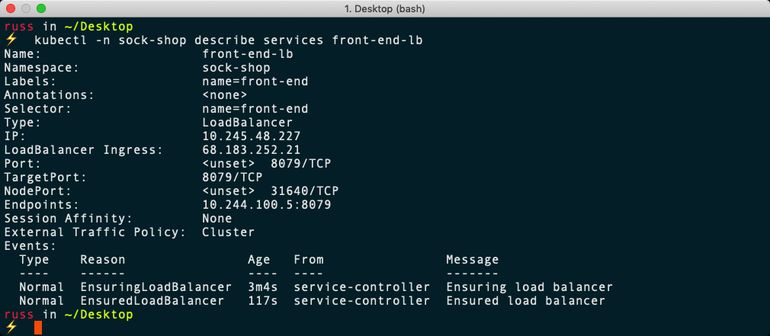 1. Desktop (bash)
russ in ~/Desktop
⚡ kubectl -n sock-shop describe services front-end-lb
Name:                     front-end-lb
Namespace:                sock-shop
Labels:                   name=front-end
Annotations:              <none>
Selector:                 name=front-end
Type:                     LoadBalancer
IP:                       10.245.48.227
LoadBalancer Ingress:     68.183.252.21
Port:                     <unset>  8079/TCP
TargetPort:               8079/TCP
NodePort:                 <unset>  31640/TCP
Endpoints:                10.244.100.5:8079
Session Affinity:         None
External Traffic Policy:  Cluster
Events:
  Type    Reason                Age   From                Message
  ----    ------                ----  ----                -------
  Normal  EnsuringLoadBalancer  3m4s  service-controller  Ensuring load balancer
  Normal  EnsuredLoadBalancer   117s  service-controller  Ensured load balancer
russ in ~/Desktop
⚡